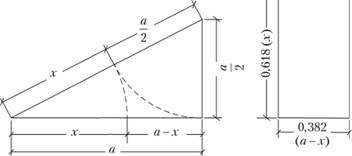 x
a/2
a/2
x
a–x
a
0,618 (x)
0,382
(a–x)